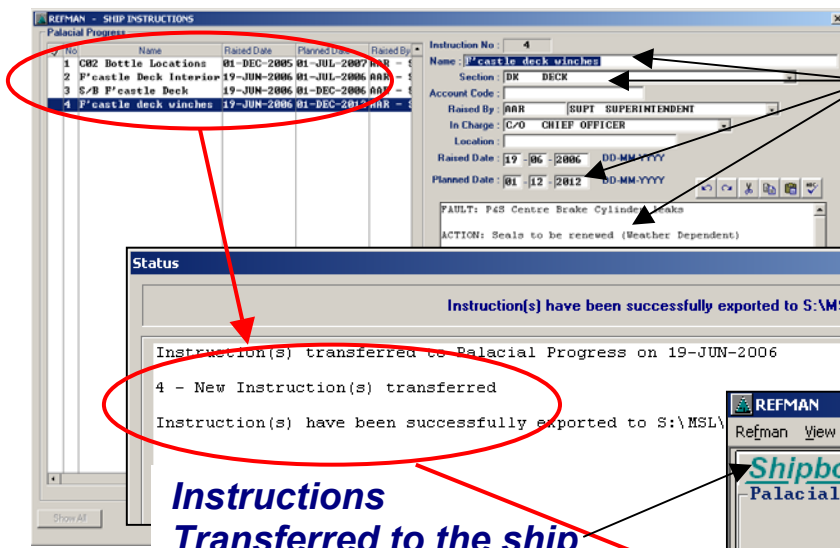 REFMAN - SHIP INSTRUCTIONS
Palacial Progress
No Name Raised Date Planned Date Raised By
1 C02 Bottle Locations 01-DEC-2005 01-JUL-2007 AAR - S
2 F'castle Deck Interior 19-JUN-2006 01-JUL-2006 AAR - S
3 S/B F'castle Deck 19-JUN-2006 01-DEC-2006 AAR - S
4 F'castle deck winches 19-JUN-2006 01-DEC-2012 AAR - S
Show All
Instruction No : 4
Name : F'castle deck winches
Section : DK DECK
Account Code :
Raised By : AAR SUPT SUPERINTENDENT
In Charge : C/O CHIEF OFFICER
Location :
Raised Date : 19 - 06 - 2006 DD-MM-YYYY
Planned Date : 01 - 12 - 2012 DD-MM-YYYY
FAULT: P&S Centre Brake Cylinder leaks
ACTION: Seals to be renewed (Weather Dependent)
Status
Instruction(s) have been successfully exported to S:\MS
Instruction(s) transferred to Palacial Progress on 19-JUN-2006
4 - New Instruction(s) transferred
Instruction(s) have been successfully exported to S:\MSL\
REFMAN
Refman View
Shipbo
Palacial
Instructions
Transferred to the ship